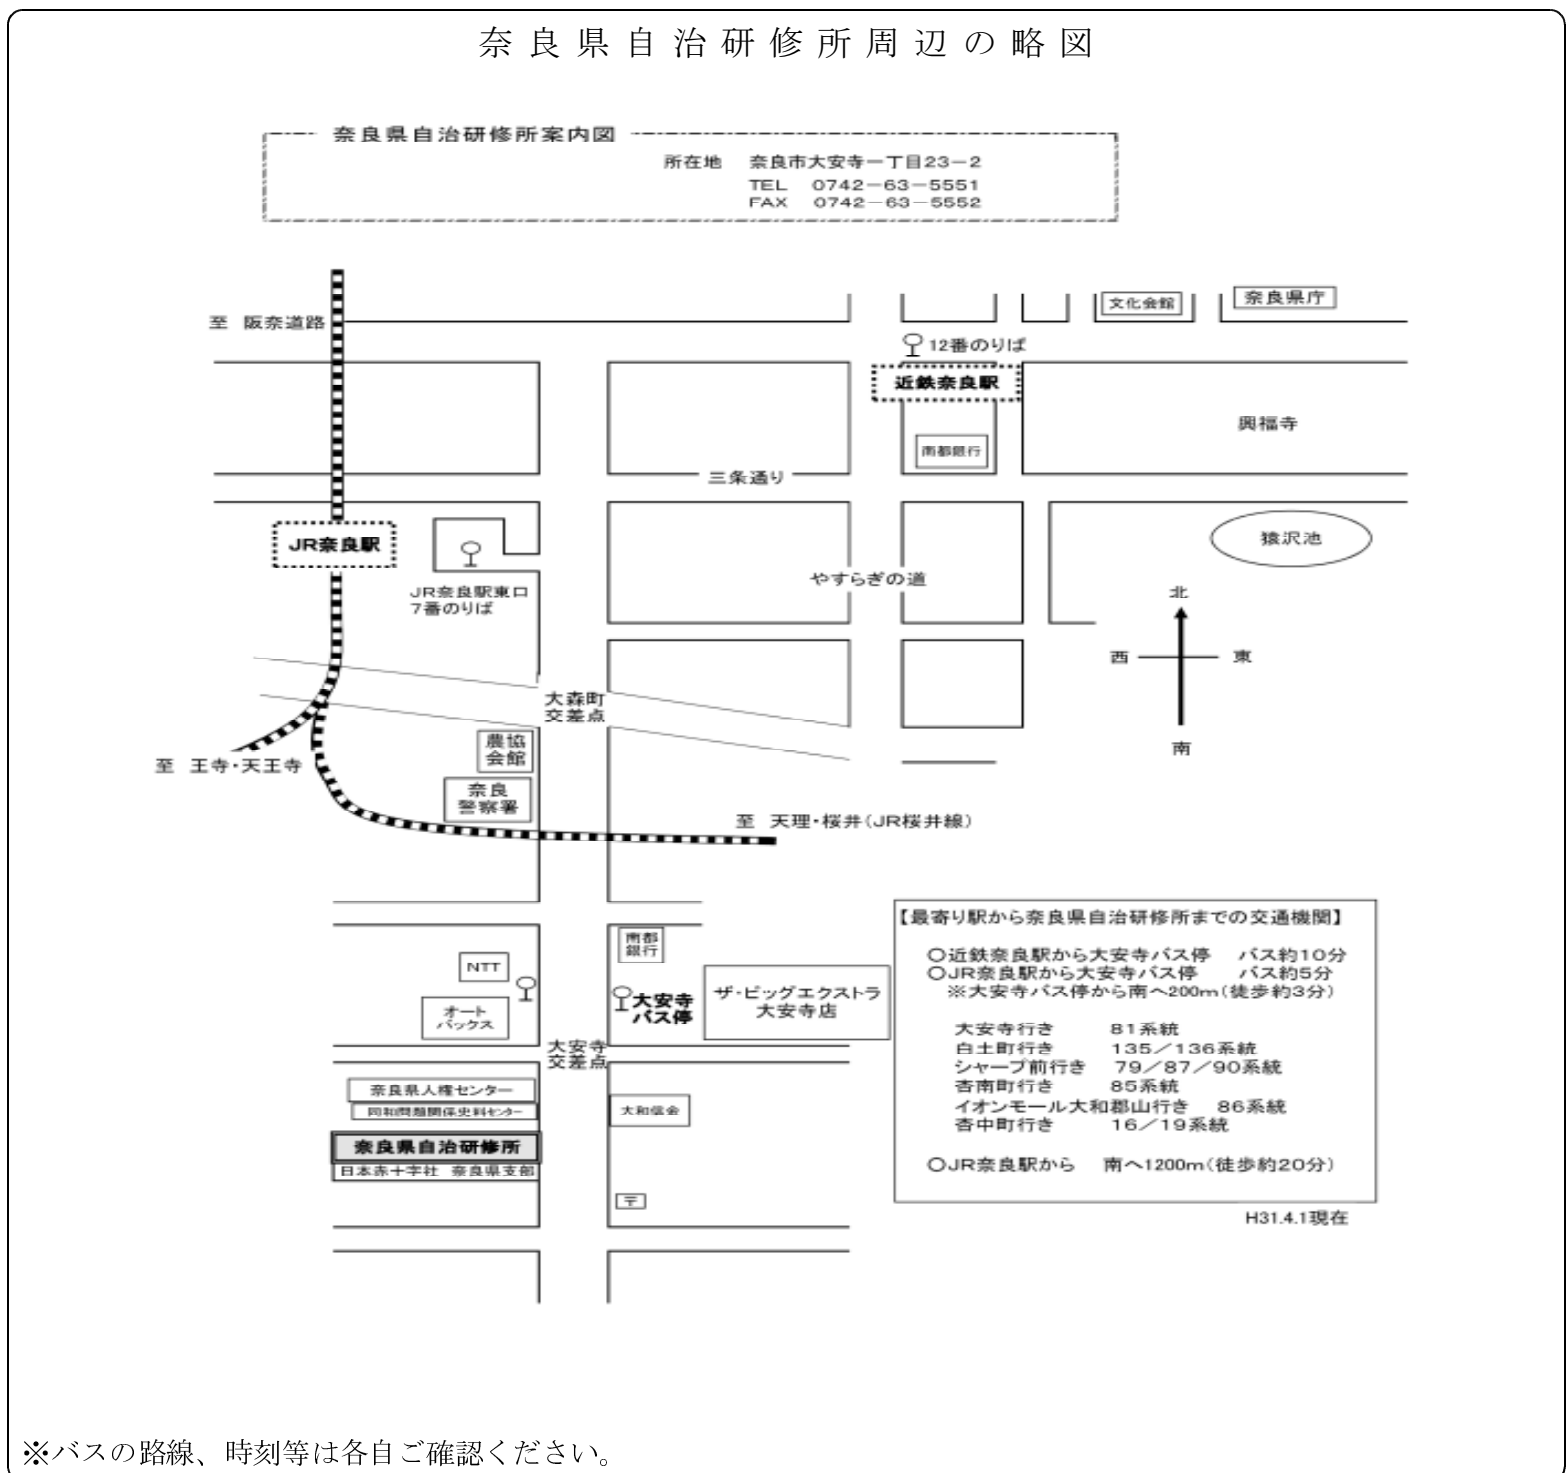 奈良県自治研修所周辺の略図
奈良県自治研修所案内図
所在地　奈良市大安寺一丁目23－2
TEL　0742－63－5551
FAX　0742－63－5552
文化会館
奈良県庁
至　阪奈道路
12番のりば
近鉄奈良駅
興福寺
南都銀行
三条通り
JR奈良駅
猿沢池
やすらぎの道
JR奈良駅東口
7番のりば
北
西
東
南
大森町
交差点
農協
会館
至　王寺・天王寺
奈良
警察署
至　天理・桜井（JR桜井線）
【最寄り駅から奈良県自治研修所までの交通機関】
○近鉄奈良駅から大安寺バス停　バス約10分
○JR奈良駅から大安寺バス停　バス約5分
※大安寺バス停から南へ200m（徒歩約3分）
大安寺行き　81系統
白土町行き　135／136系統
シャープ前行き　79／87／90系統
杏南町行き　85系統
イオンモール大和郡山行き　86系統
杏中町行き　16／19系統
○JR奈良駅から　南へ1200m（徒歩約20分）
H31.4.1現在
南都
銀行
NTT
大安寺
バス停
ザ・ビッグエクストラ
大安寺店
オート
バックス
大安寺
交差点
奈良県人権センター
同和問題関係史料センター
大和信金
奈良県自治研修所
日本赤十字社　奈良県支部
〒
※バスの路線、時刻等は各自ご確認ください。